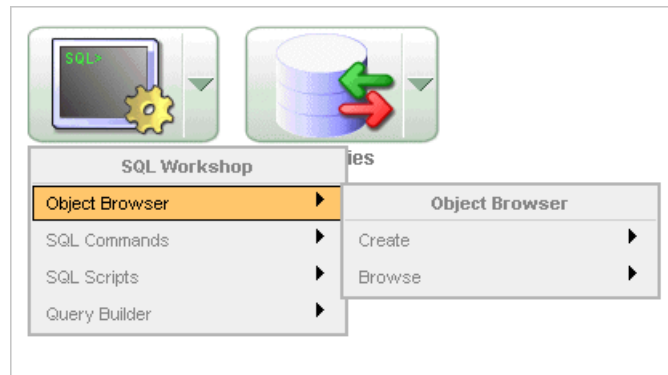 SQL>
ies
SQL Workshop
Object Browser
SQL Commands
SQL Scripts
Query Builder
Object Browser
Create
Browse